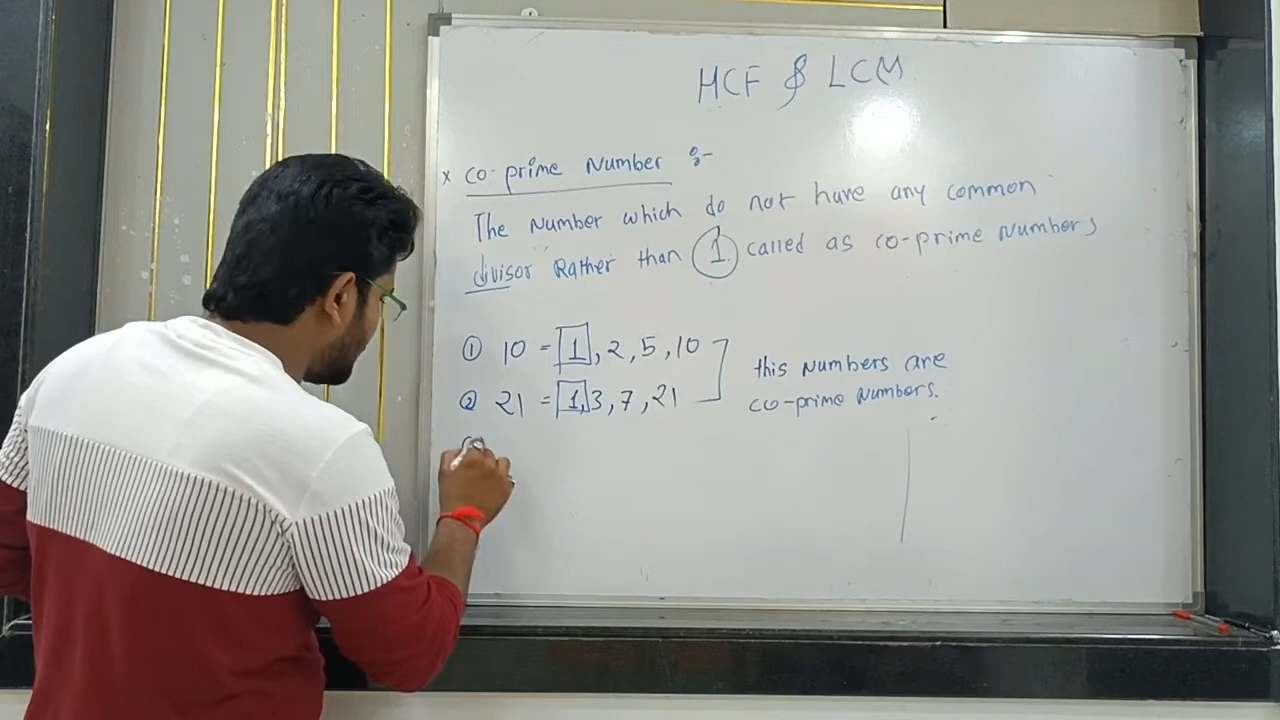 HCF & LCM
x co-prime Number :-
The Number which do not have any common
divisor Rather than 1 called as co-prime Numbers
① 10 = 1, 2, 5, 10
② 21 = 1, 3, 7, 21
this Numbers are
co-prime Numbers.